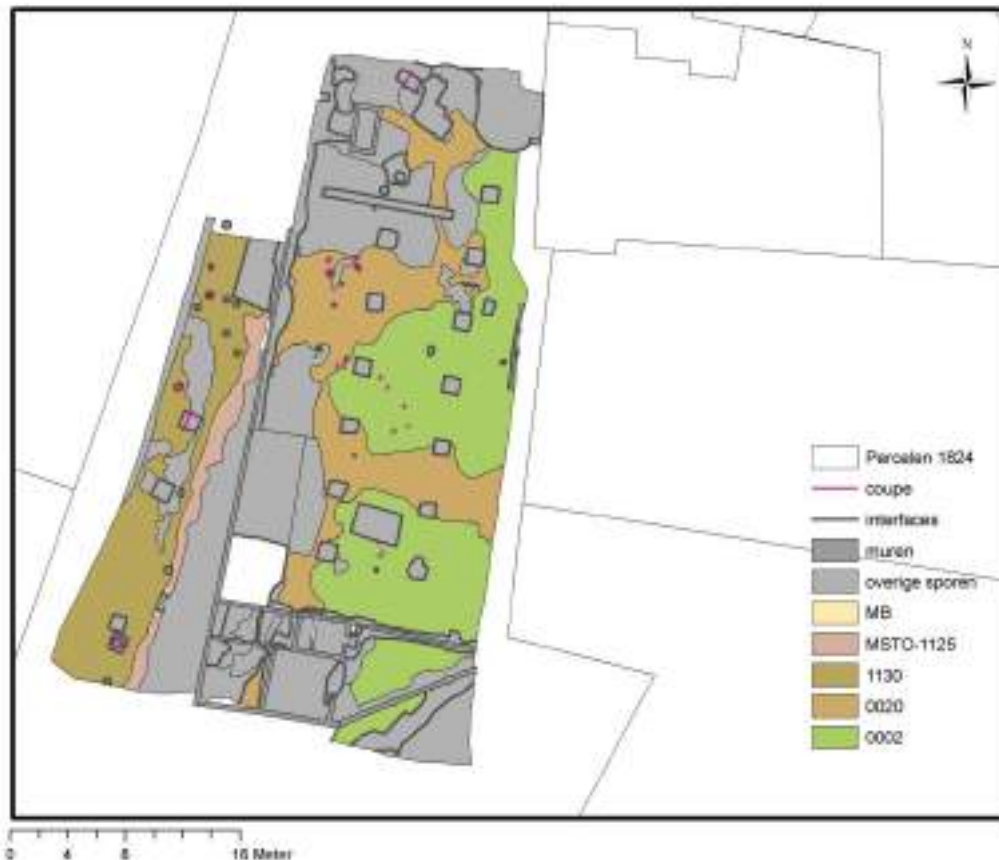 N
Percelen 1824
coupe
interfaces
muren
overige sporen
MB
MSTO-1125
1130
0020
0002
0 4 8 16 Meter